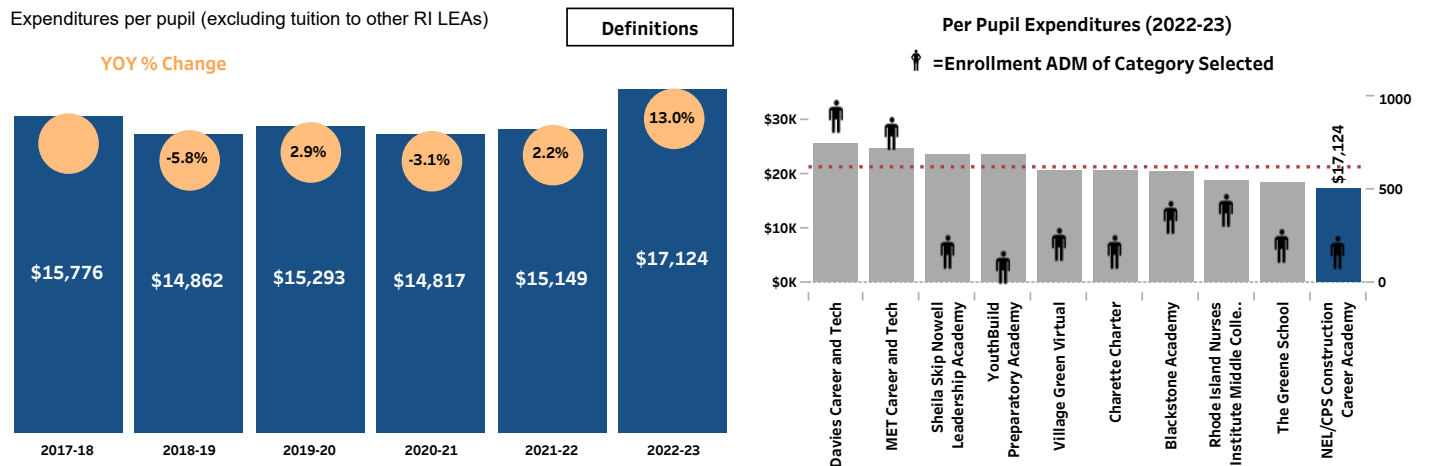 Expenditures per pupil (excluding tuition to other RI LEAs)
Definitions
YOY % Change
-5.8%
2.9%
-3.1%
2.2%
13.0%
$15,776
$14,862
$15,293
$14,817
$15,149
$17,124
2017-18
2018-19
2019-20
2020-21
2021-22
2022-23
Per Pupil Expenditures (2022-23)
=Enrollment ADM of Category Selected
$30K
$20K
$10K
$0K
1000
500
0
$17,124
Davies Career and Tech
MET Career and Tech
Sheila Skip Nowell
Leadership Academy
YouthBuild
Preparatory Academy
Village Green Virtual
Charette Charter
Blackstone Academy
Rhode Island Nurses
Institute Middle Colle..
The Greene School
NEL/CPS Construction
Career Academy